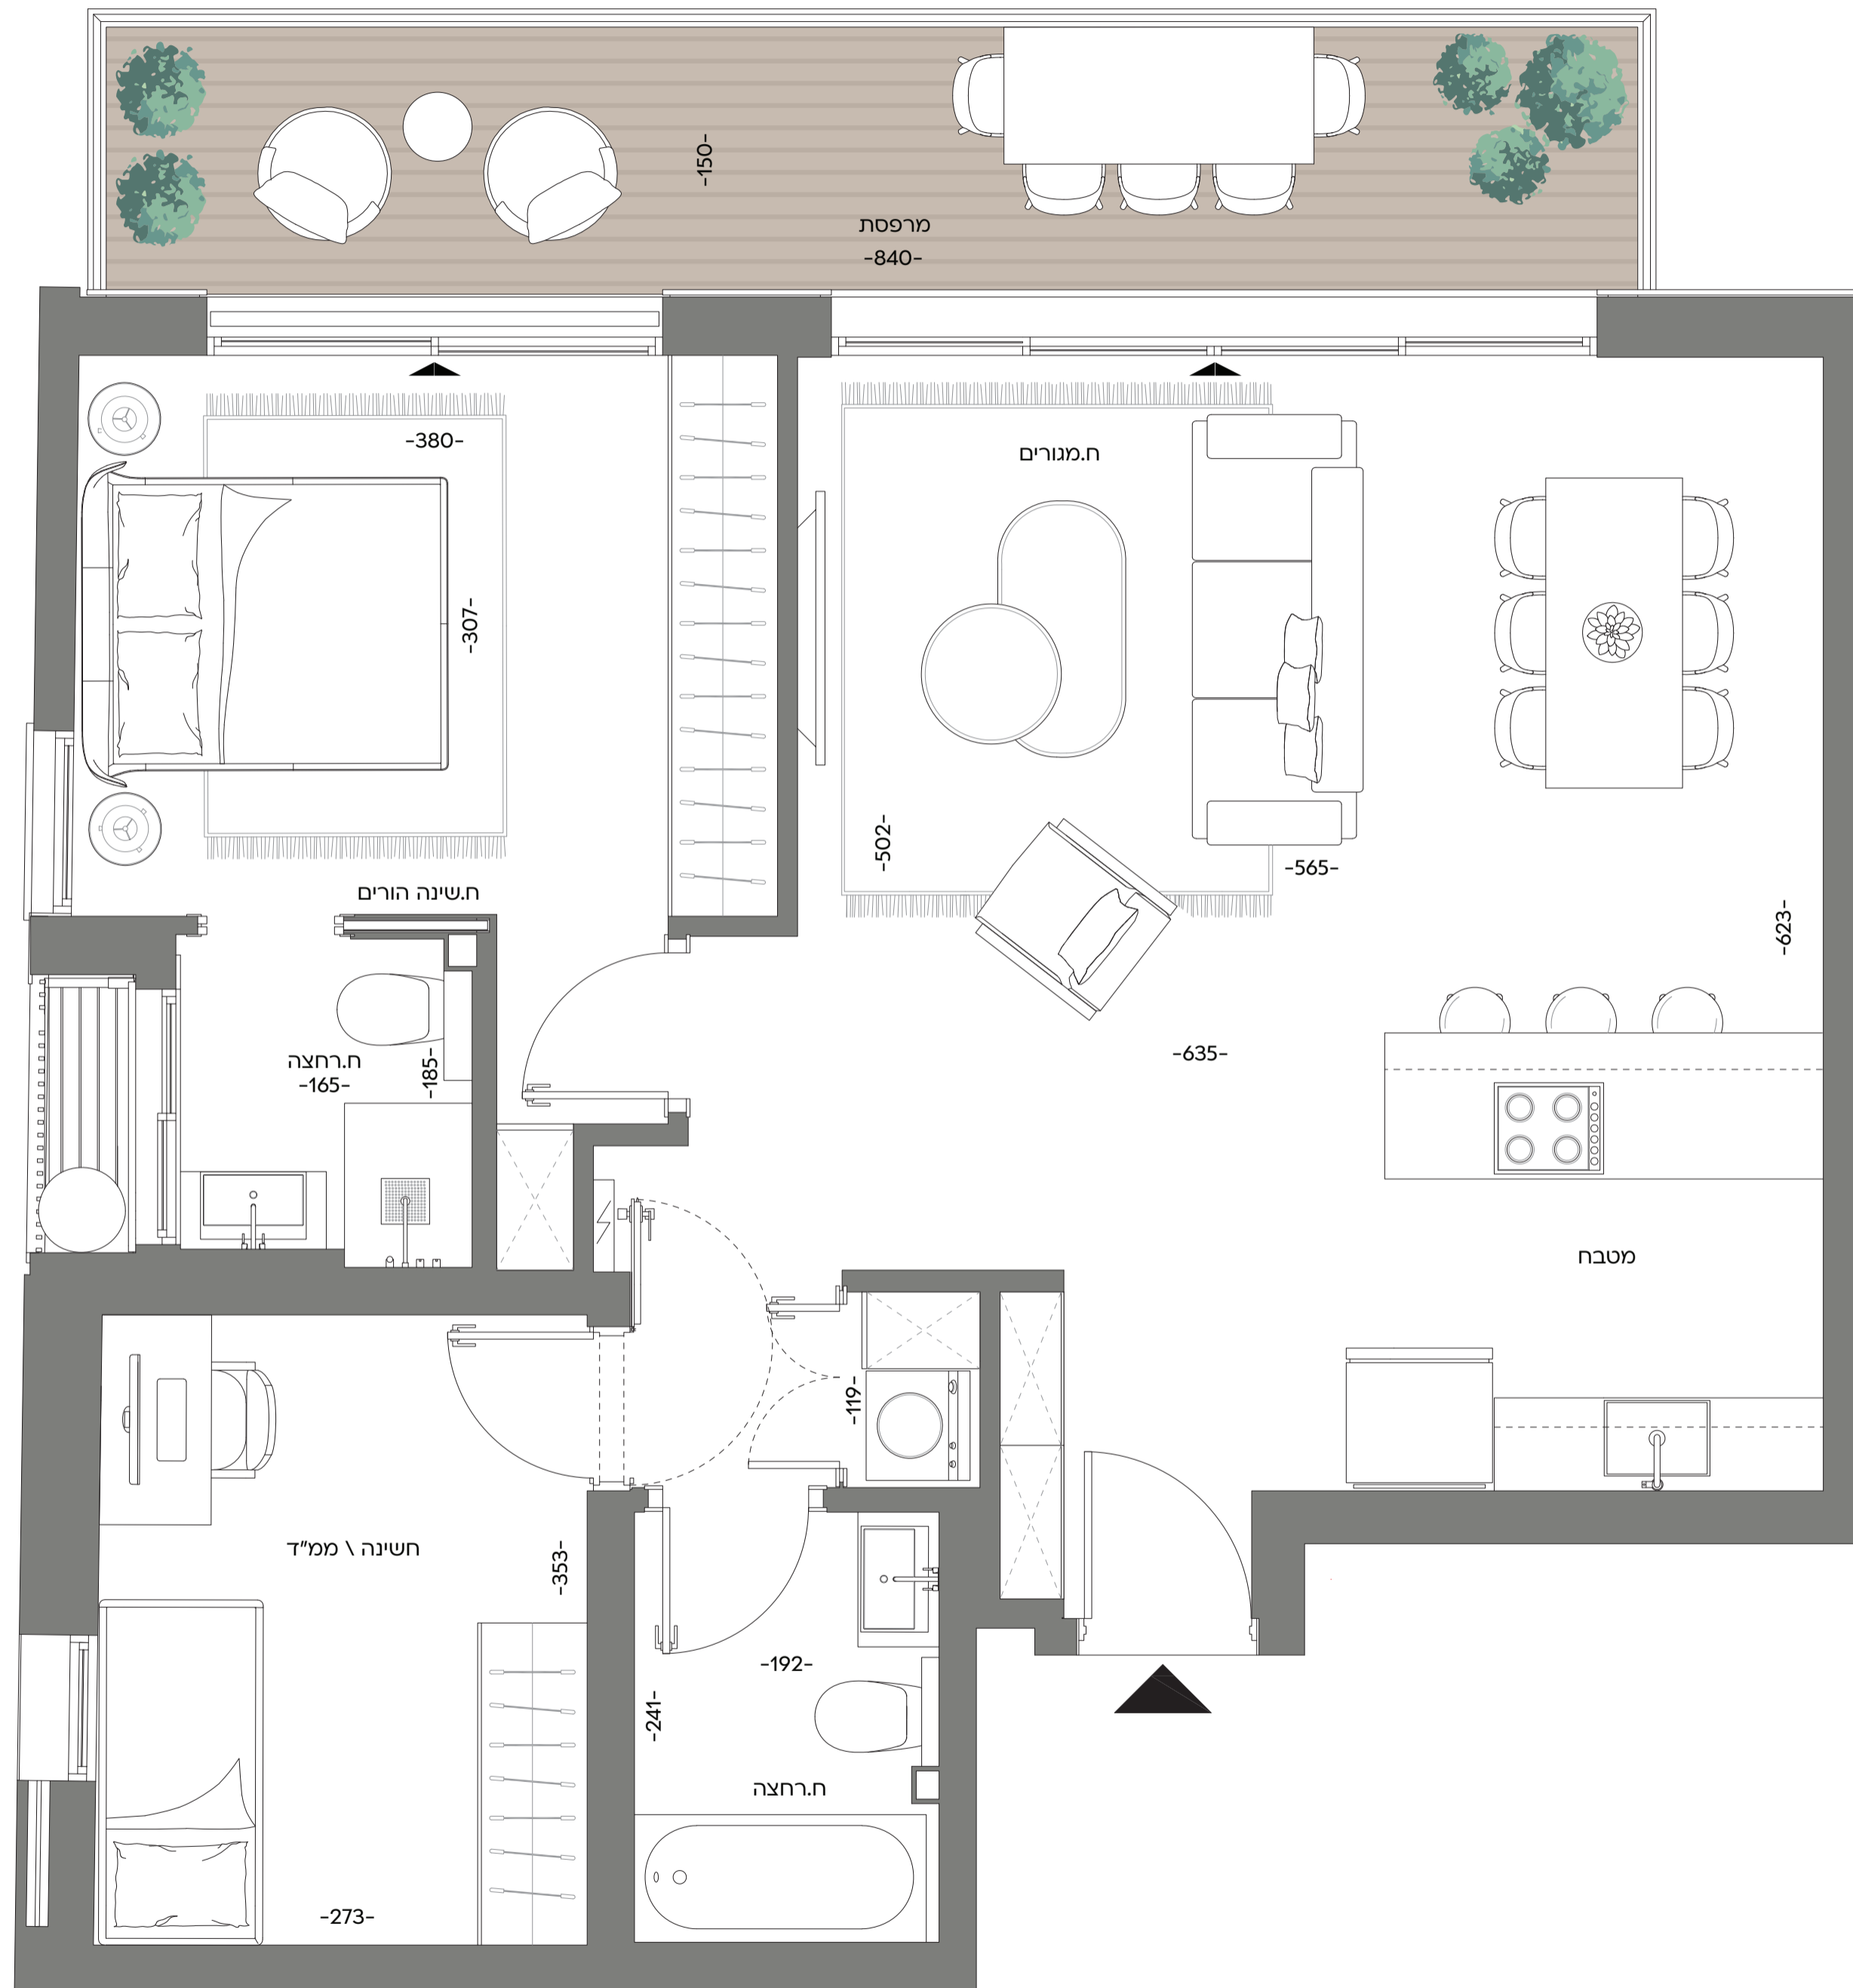 -150-
מרפסת
-840-
-380-
ח.מגורים
-307-
-502-
-565-
ח.שינה הורים
-623-
-635-
ח.רחצה
-165-
-185-
מטבח
-119-
חשינה \ ממ"ד
-353-
-192-
-241-
ח.רחצה
-273-